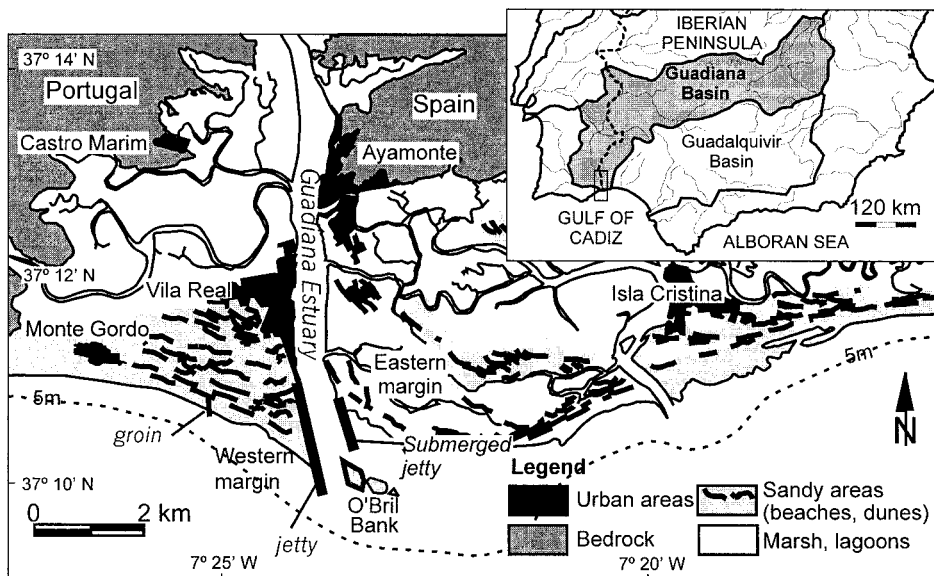 37º 14' N
Portugal
Castro Marim
Spain
Ayamonte
Guadiana Estuary
37º 12' N
Vila Real
Monte Gordo
Isla Cristina
Eastern
margin
5m
5m
groin
Western
margin
Submerged
jetty
37º 10' N
O'Bril
Bank
jetty
2 km
0
7º 25' W
7º 20' W
N
IBERIAN
PENINSULA
Guadiana
Basin
Guadalquivir
Basin
GULF OF
CADIZ
120 km
ALBORAN SEA
Legend
Urban areas
Bedrock
Sandy areas
(beaches, dunes)
Marsh, lagoons